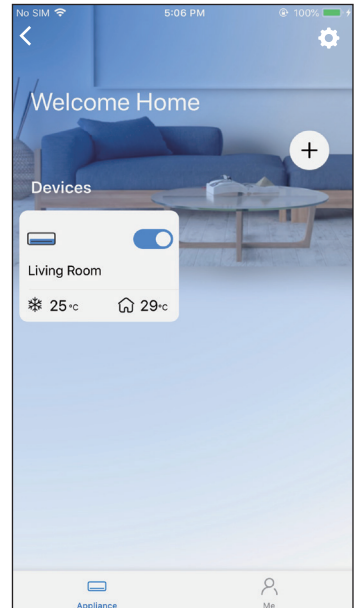 No SIM 5:06 PM 100%
Welcome Home
+
Devices
Living Room
25°C 29°C
Appliance Me